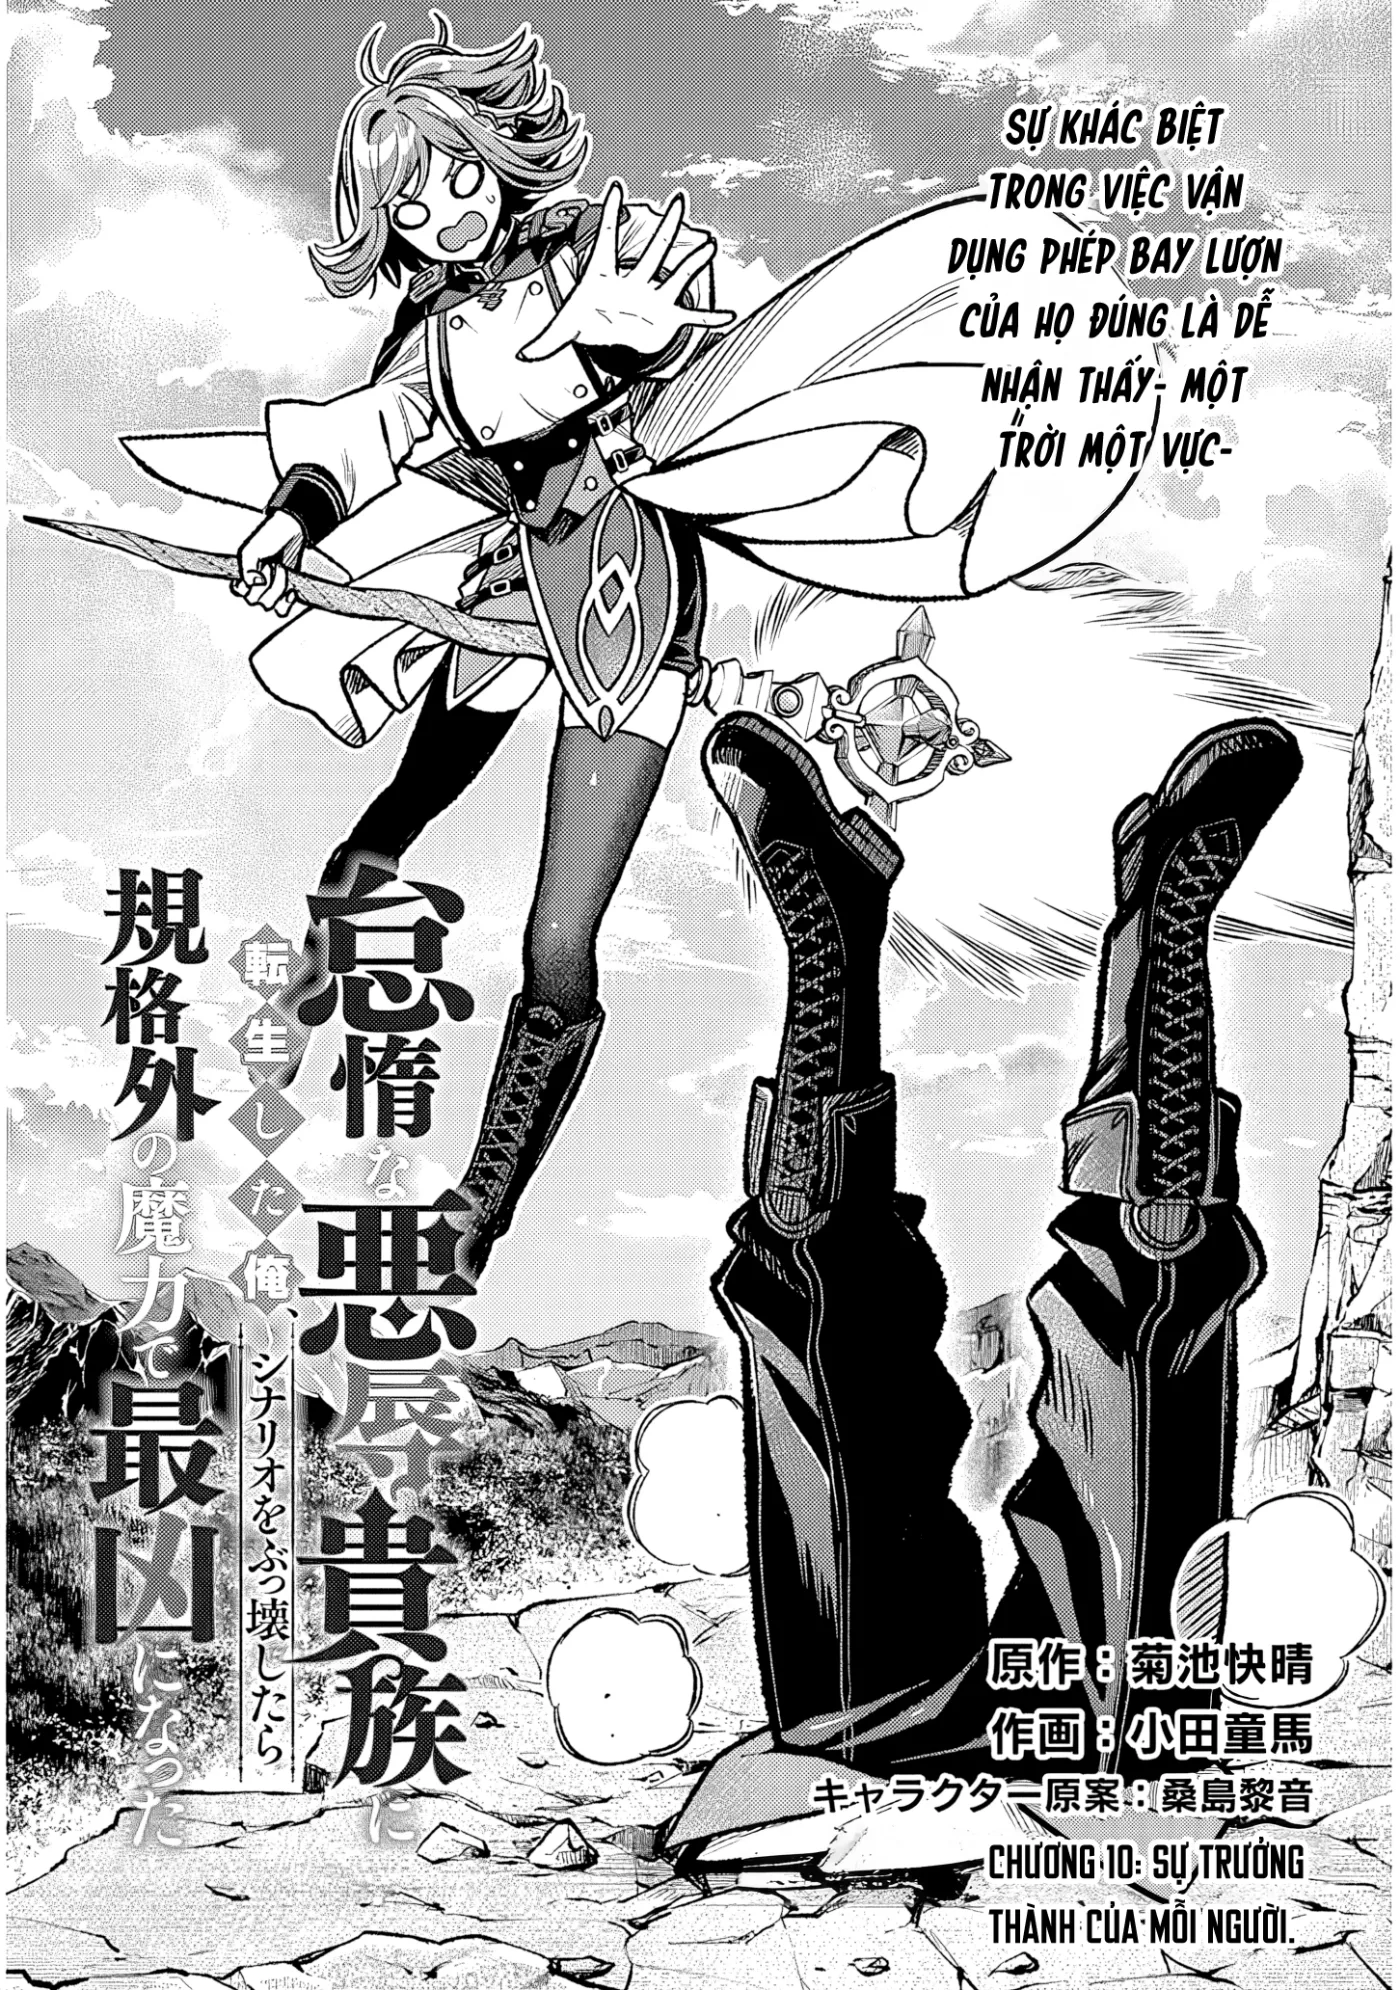 SỰ KHÁC BIỆT
TRONG VIỆC VẬN
DỤNG PHÉP BAY LƯỢN
CỦA HỌ ĐÚNG LÀ DỄ
NHẬN THẤY- MỘT
TRỜI MỘT VỰC-
怠惰な悪辱貴族に
転生した俺、
シナリオをぶっ壊したら
規格外の魔力で最凶になった
原作：菊池快晴
作画：小田童馬
キャラクター原案：桑島黎音
CHƯƠNG 10: SỰ TRƯỞNG
THÀNH CỦA MỖI NGƯỜI.